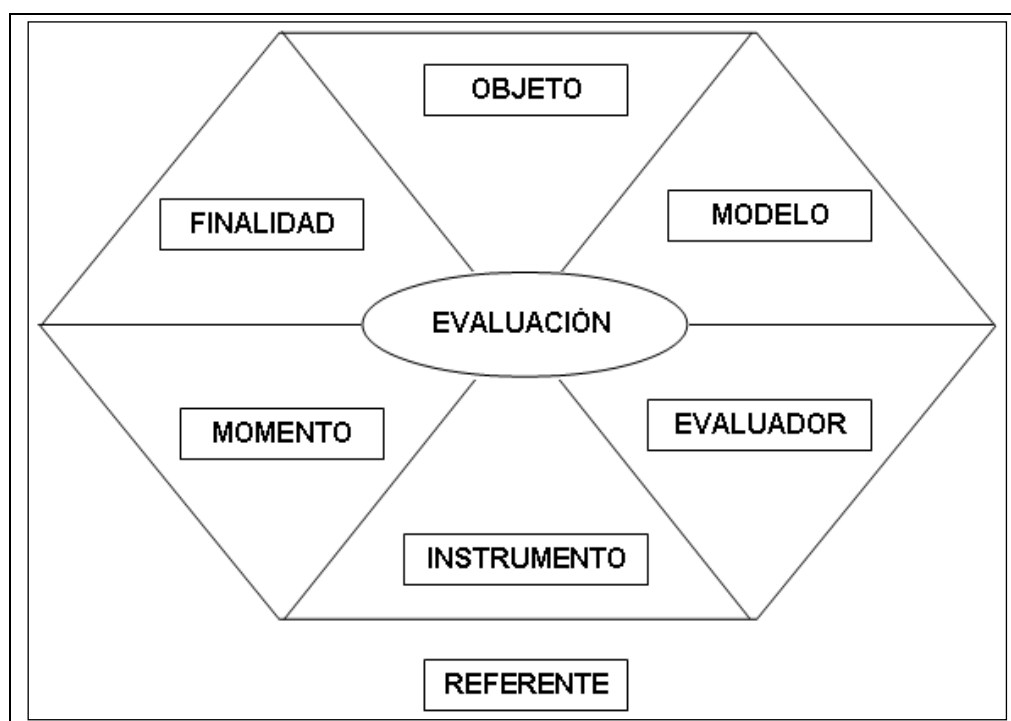 OBJETO
FINALIDAD
MODELO
EVALUACIÓN
MOMENTO
EVALUADOR
INSTRUMENTO
REFERENTE